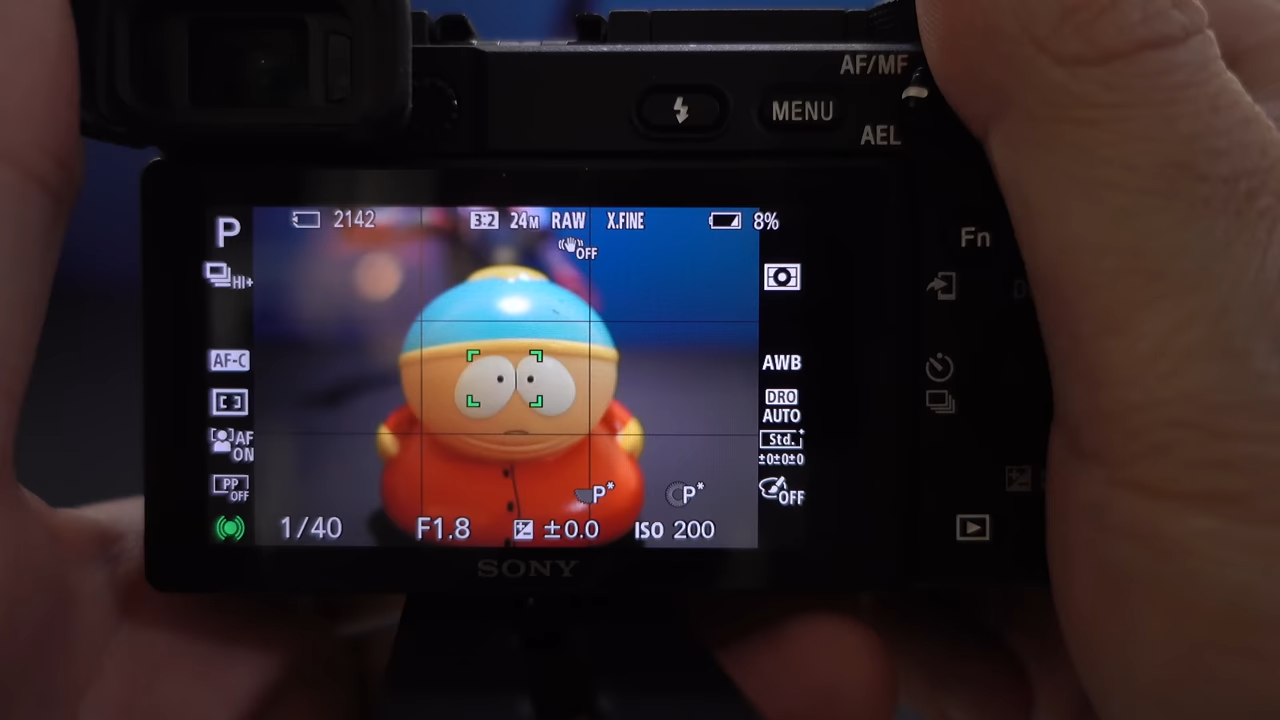 AF/MF
MENU
AEL
P
2142
3:2
24M
RAW
X.FINE
8%
HI+
OFF
Fn
AF-C
AWB
DRO
AUTO
AF
ON
Std.
±0±0±0
PP
OFF
P*
P*
OFF
1/40
F1.8
±0.0
ISO 200
SONY